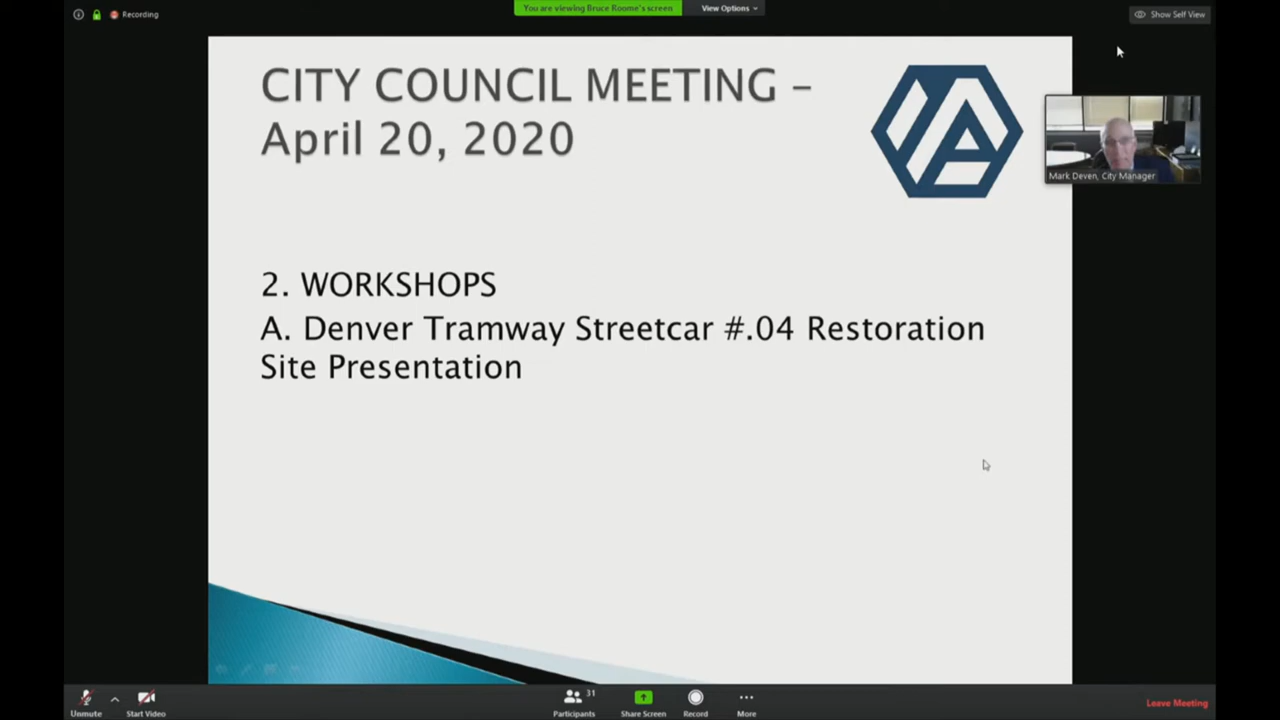 Recording
You are viewing Bruce Roome's screen
View Options
Show Self View
CITY COUNCIL MEETING –
April 20, 2020
Mark Deven, City Manager
2. WORKSHOPS
A. Denver Tramway Streetcar #.04 Restoration
Site Presentation
Unmute
Start Video
Participants
31
Share Screen
Record
More
Leave Meeting